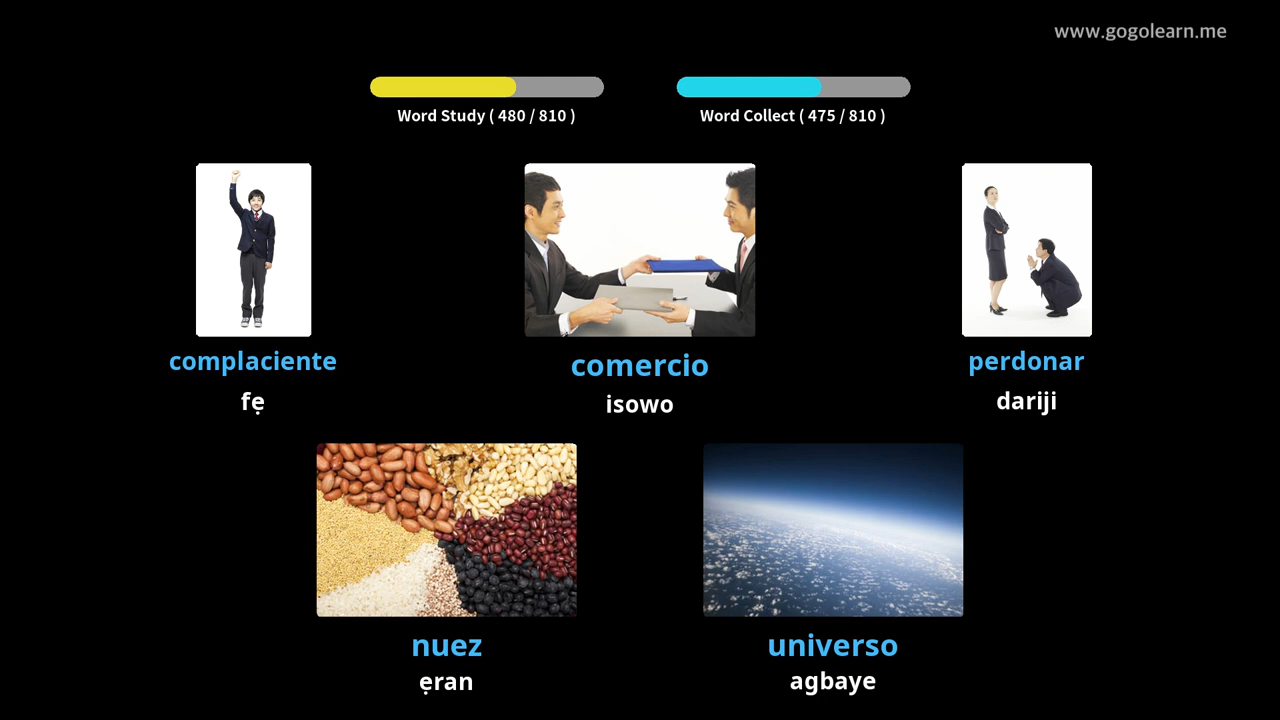 www.gogolearn.me
Word Study ( 480 / 810 )
Word Collect ( 475 / 810 )
complaciente
fẹ
comercio
isowo
perdonar
dariji
nuez
ẹran
universo
agbaye